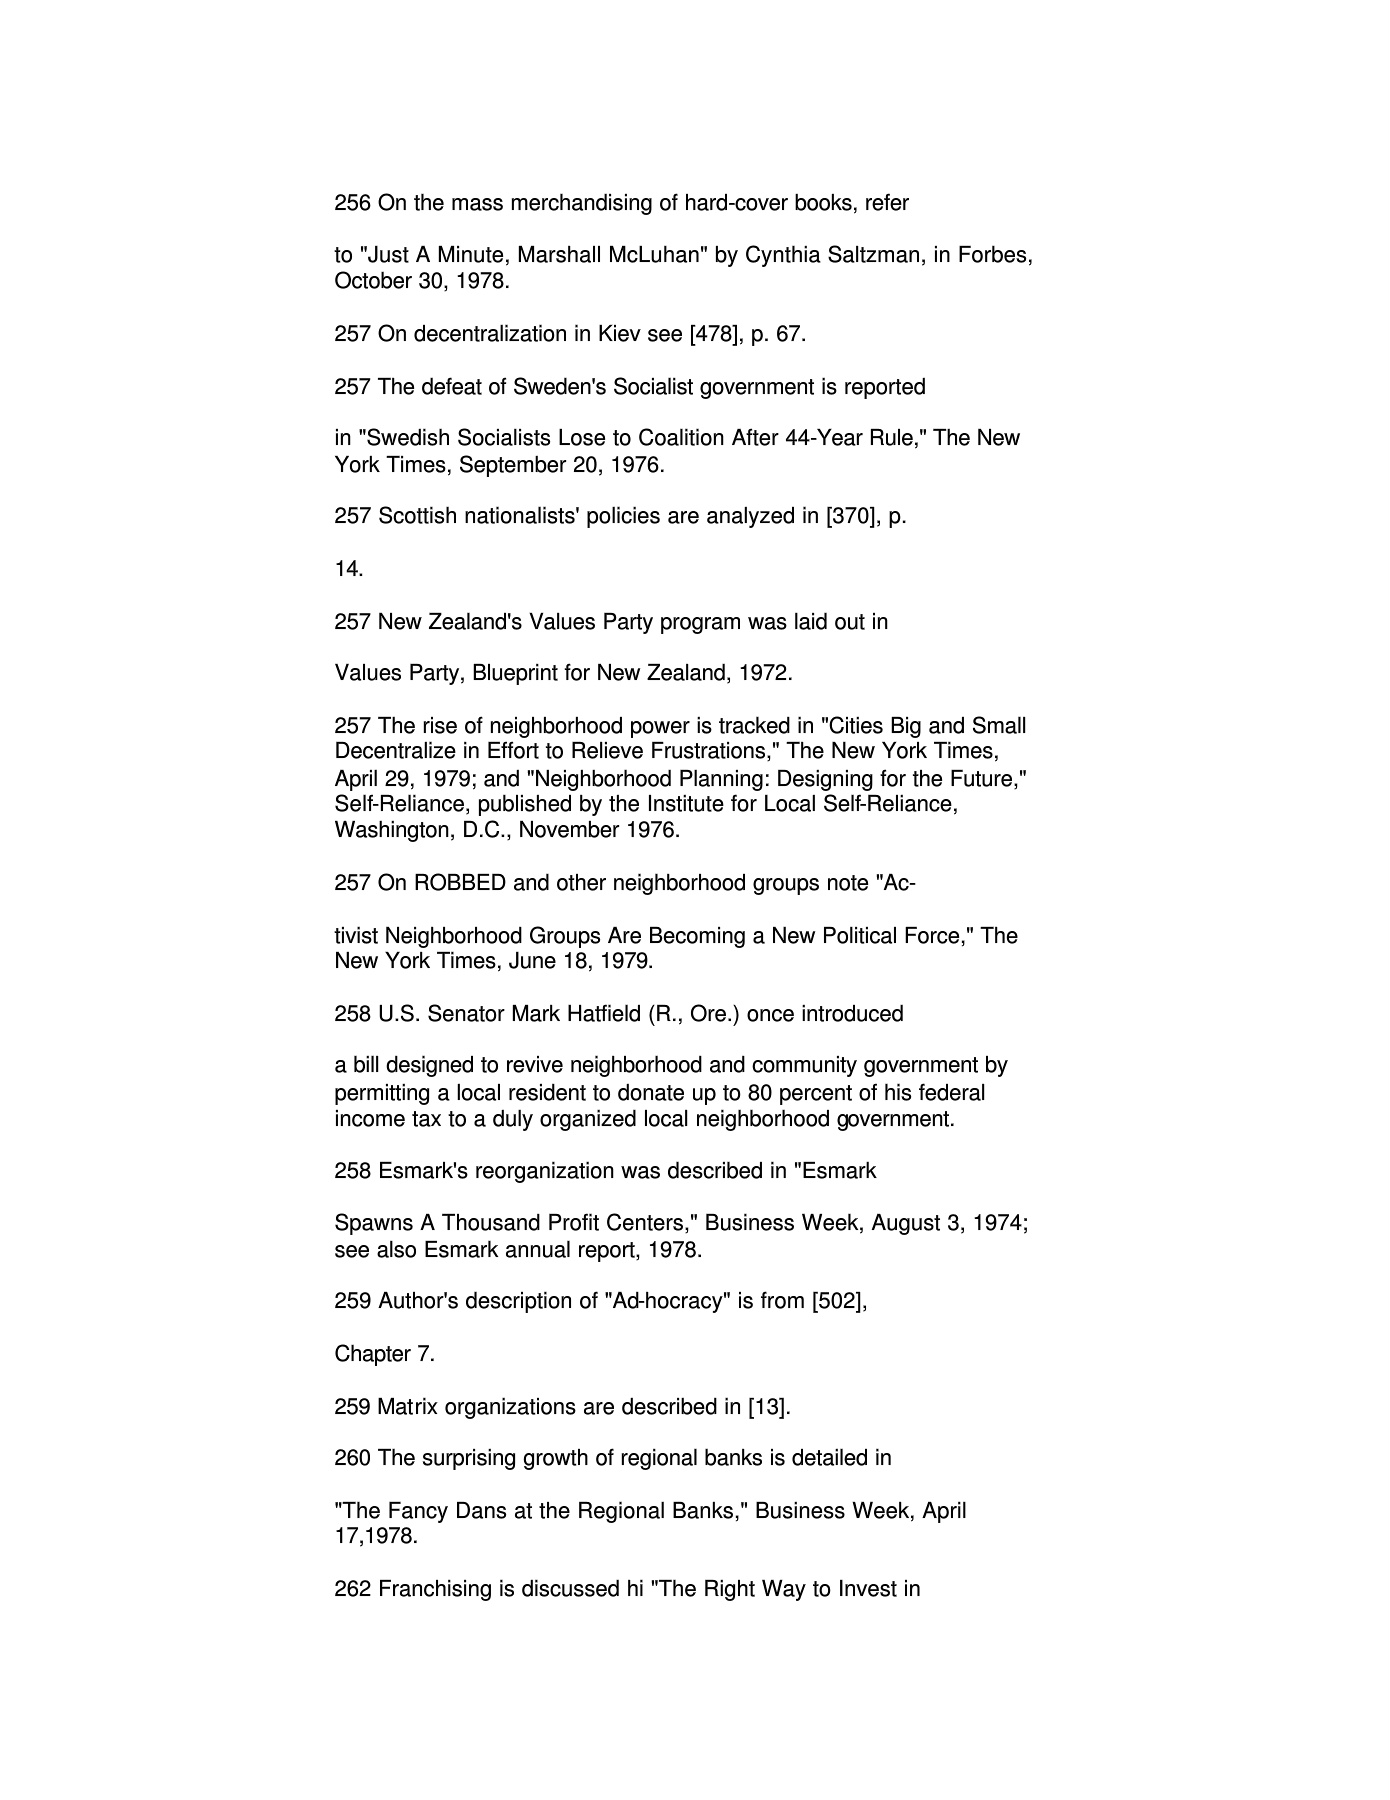 256 On the mass merchandising of hard-cover books, refer
to "Just A Minute, Marshall McLuhan" by Cynthia Saltzman, in Forbes,
October 30, 1978.
257 On decentralization in Kiev see [478], p. 67.
257 The defeat of Sweden's Socialist government is reported
in "Swedish Socialists Lose to Coalition After 44-Year Rule," The New
York Times, September 20, 1976.
257 Scottish nationalists' policies are analyzed in [370], p.
14.
257 New Zealand's Values Party program was laid out in
Values Party, Blueprint for New Zealand, 1972.
257 The rise of neighborhood power is tracked in "Cities Big and Small
Decentralize in Effort to Relieve Frustrations," The New York Times,
April 29, 1979; and "Neighborhood Planning: Designing for the Future,"
Self-Reliance, published by the Institute for Local Self-Reliance,
Washington, D.C., November 1976.
257 On ROBBED and other neighborhood groups note "Ac-
tivist Neighborhood Groups Are Becoming a New Political Force," The
New York Times, June 18, 1979.
258 U.S. Senator Mark Hatfield (R., Ore.) once introduced
a bill designed to revive neighborhood and community government by
permitting a local resident to donate up to 80 percent of his federal
income tax to a duly organized local neighborhood government.
258 Esmark's reorganization was described in "Esmark
Spawns A Thousand Profit Centers," Business Week, August 3, 1974;
see also Esmark annual report, 1978.
259 Author's description of "Ad-hocracy" is from [502],
Chapter 7.
259 Matrix organizations are described in [13].
260 The surprising growth of regional banks is detailed in
"The Fancy Dans at the Regional Banks," Business Week, April
17,1978.
262 Franchising is discussed hi "The Right Way to Invest in